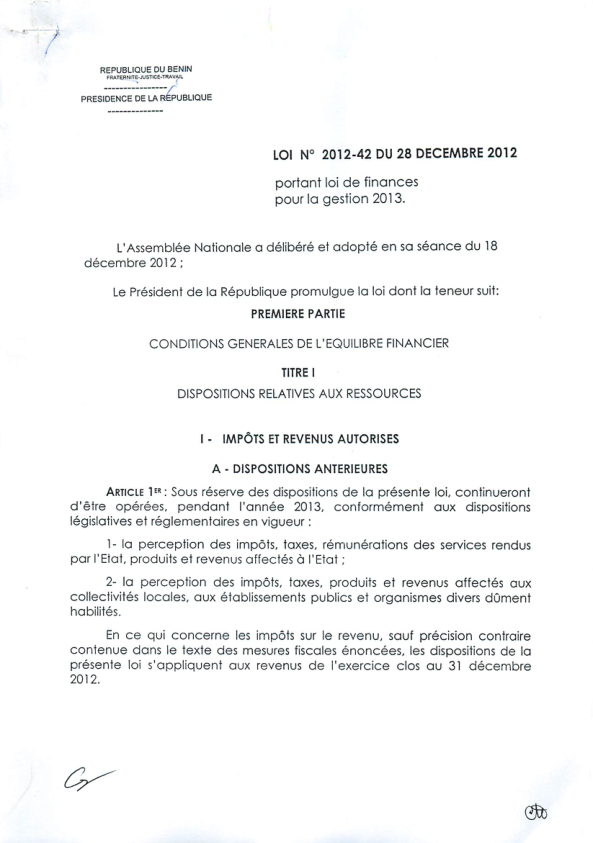 REPUBLIQUE DU BENIN
FRATERNITE-JUSTICE-TRAVAIL
----------------
PRESIDENCE DE LA RÉPUBLIQUE
--------------
LOI N° 2012-42 DU 28 DECEMBRE 2012
portant loi de finances
pour la gestion 2013.
L'Assemblée Nationale a délibéré et adopté en sa séance du 18
décembre 2012 ;
Le Président de la République promulgue la loi dont la teneur suit:
PREMIERE PARTIE
CONDITIONS GENERALES DE L'EQUILIBRE FINANCIER
TITRE I
DISPOSITIONS RELATIVES AUX RESSOURCES
I - IMPÔTS ET REVENUS AUTORISES
A - DISPOSITIONS ANTERIEURES
ARTICLE 1ER : Sous réserve des dispositions de la présente loi, continueront
d'être opérées, pendant l'année 2013, conformément aux dispositions
législatives et réglementaires en vigueur :
1- la perception des impôts, taxes, rémunérations des services rendus
par l'Etat, produits et revenus affectés à l'Etat ;
2- la perception des impôts, taxes, produits et revenus affectés aux
collectivités locales, aux établissements publics et organismes divers dûment
habilités.
En ce qui concerne les impôts sur le revenu, sauf précision contraire
contenue dans le texte des mesures fiscales énoncées, les dispositions de la
présente loi s'appliquent aux revenus de l'exercice clos au 31 décembre
2012.